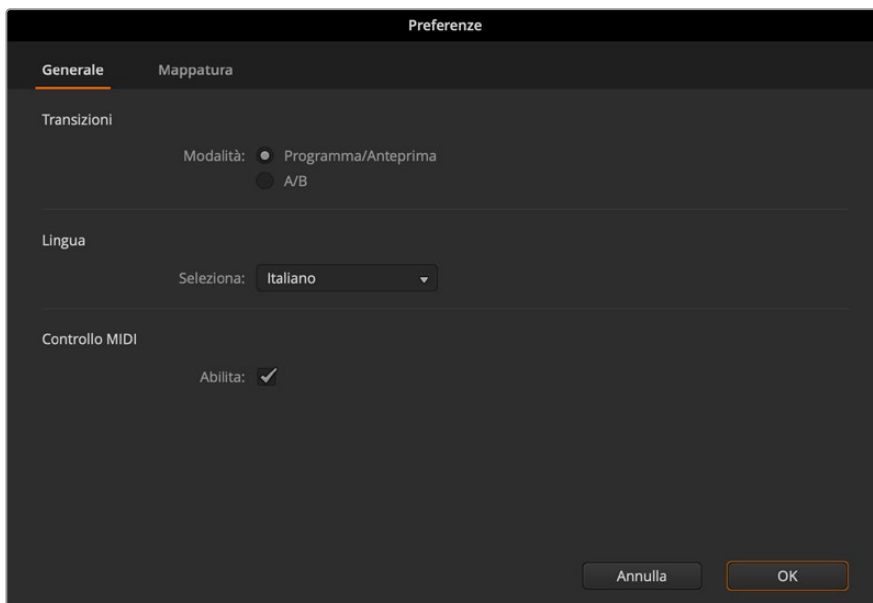 Preferenze
Generale Mappatura
Transizioni
Modalità: Programma/Anteprima
A/B
Lingua
Seleziona: Italiano
Controllo MIDI
Abilita:
Annulla OK